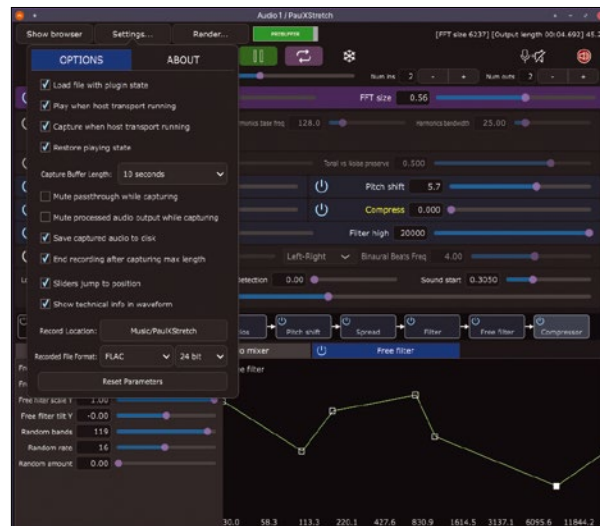 Audio 1 / PaulXStretch
Show browser Settings... Render...
[FFT size 6237] [Output length 00:04.692] 45.2
OPTIONS ABOUT
Load file with plugin state
Play when host transport running
Capture when host transport running
Restore playing state
Capture Buffer Length: 10 seconds
Mute passthrough while capturing
Mute processed audio output while capturing
Save captured audio to disk
End recording after capturing max length
Sliders jump to position
Show technical info in waveform
Record Location: Music/PaulXStretch
Recorded File Format: FLAC 24 bit
Reset Parameters
Num ins 2 - + Num outs 2 - +
FFT size 0.56
128.0 Harmonics bandwidth 25.00
Tonal vs Noise preserve 0.500
Pitch shift 5.7
Compress 0.000
Filter high 20000
Left-Right Binaural Beats Freq 4.00
0.00 Sound start 0.3050
Pitch shift Spread Filter Free filter Compressor
o mixer Free filter
e filter
Free filter scale Y 1.00
Free filter tilt Y -0.00
Random bands 119
Random rate 16
Random amount 0.00
30.0 58.3 113.3 220.1 427.6 830.9 1614.5 3137.1 6095.6 11844.2